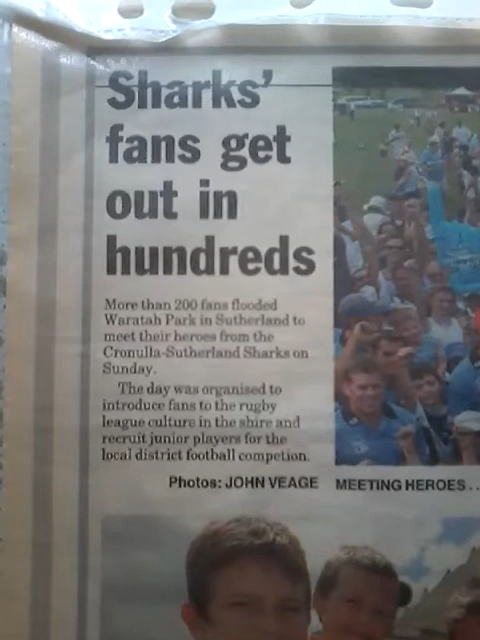 Sharks'
fans get
out in
hundreds
More than 200 fans flooded
Waratah Park in Sutherland to
meet their heroes from the
Cronulla-Sutherland Sharks on
Sunday.
The day was organised to
introduce fans to the rugby
league culture in the shire and
recruit junior players for the
local district football competion.
Photos: JOHN VEAGE MEETING HEROES...